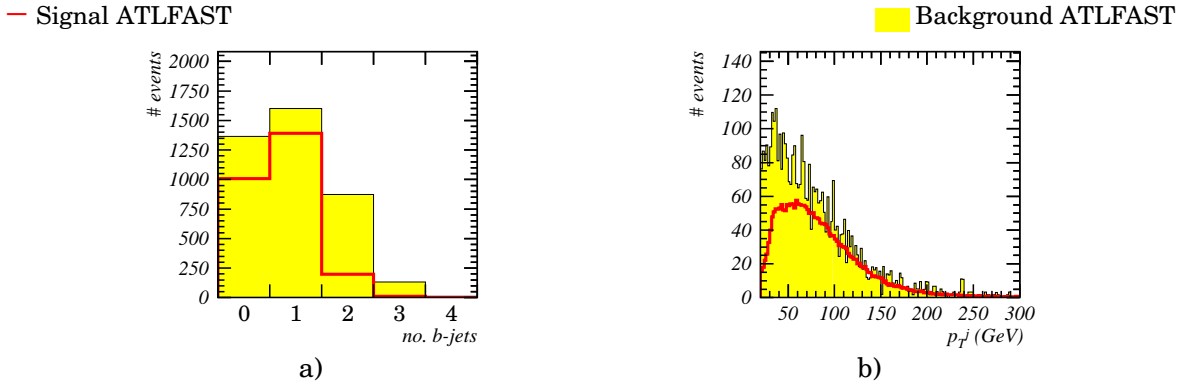 Signal ATLFAST
Background ATLFAST
# events
2000
1750
1500
1250
1000
750
500
250
0
0 1 2 3 4
no. b-jets
a)
# events
140
120
100
80
60
40
20
0
50 100 150 200 250 300
p_T^j (GeV)
b)